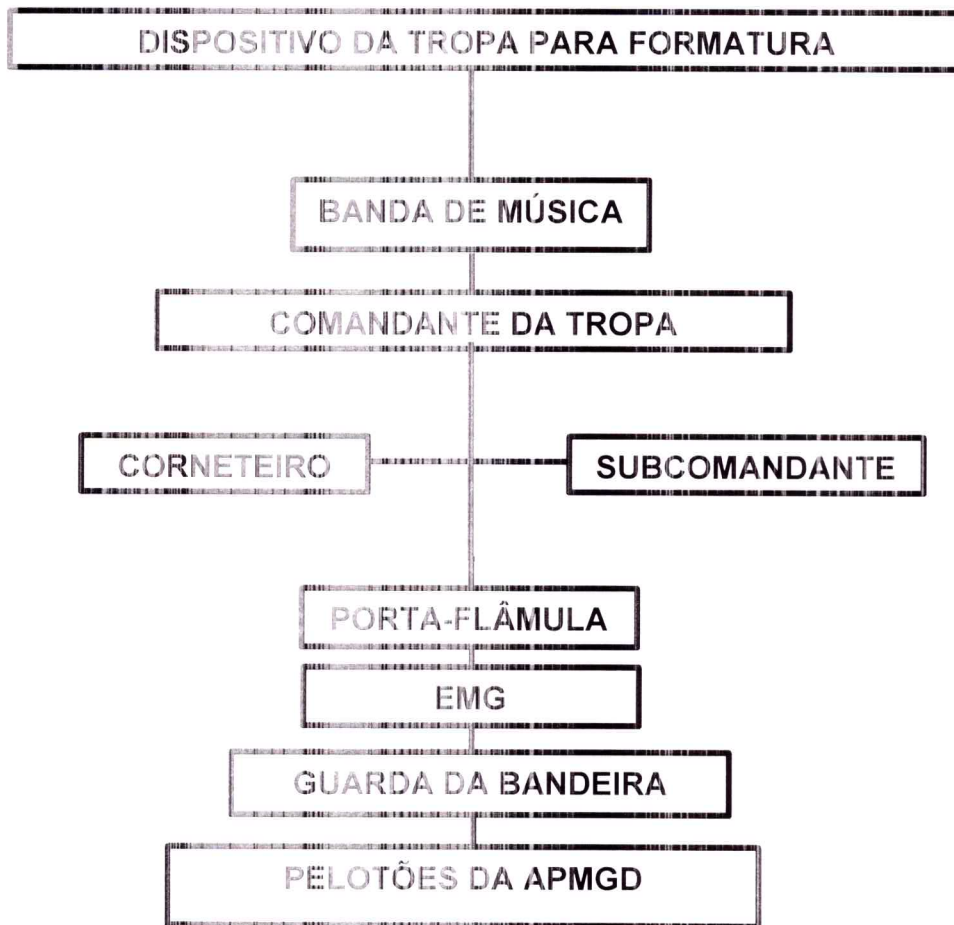 DISPOSITIVO DA TROPA PARA FORMATURA
BANDA DE MÚSICA
COMANDANTE DA TROPA
CORNETEIRO
SUBCOMANDANTE
PORTA-FLÂMULA
EMG
GUARDA DA BANDEIRA
PELOTÕES DA APMGD